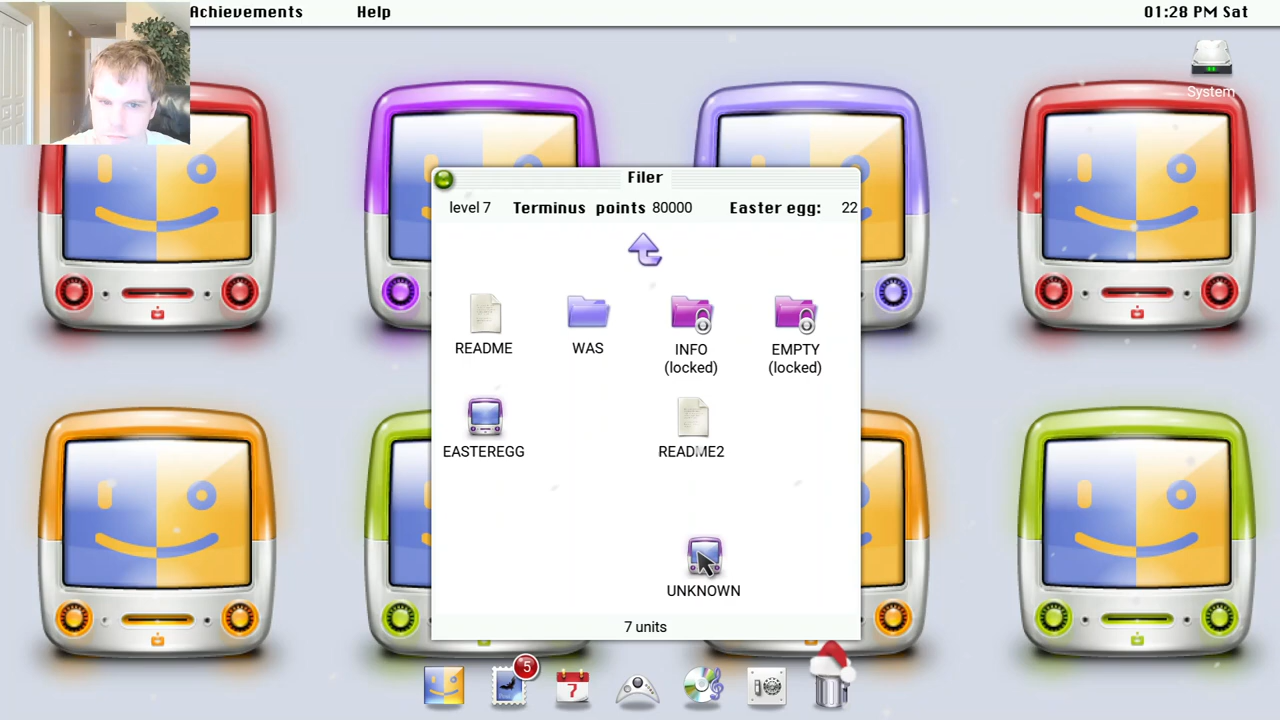 Achievements Help 01:28 PM Sat
System
Filer
level 7 Terminus points 80000 Easter egg: 22
README WAS INFO (locked) EMPTY (locked)
EASTEREGG README2
UNKNOWN
7 units
5
7